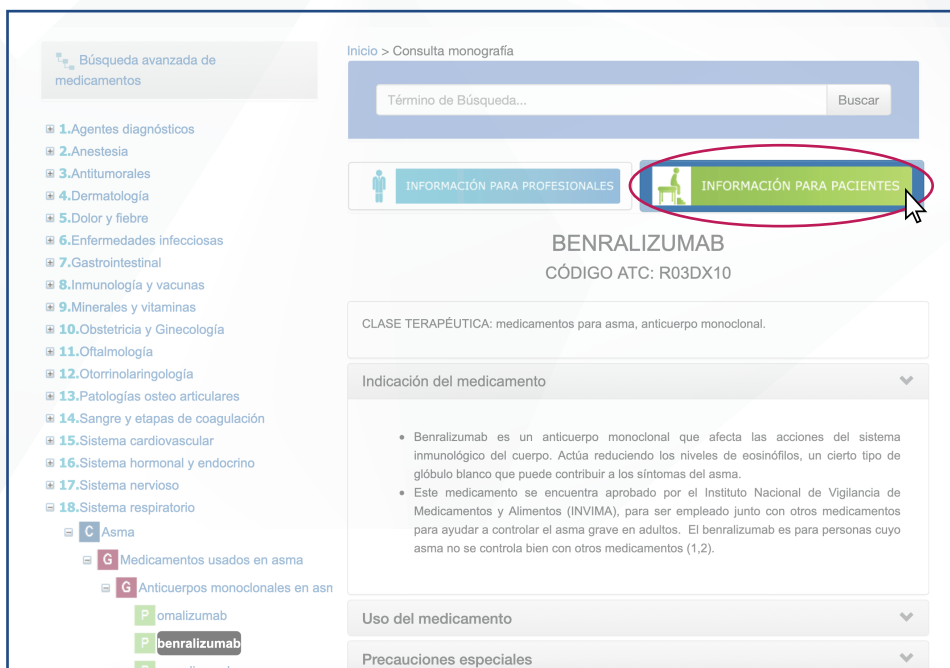 Búsqueda avanzada de
medicamentos
1.Agentes diagnósticos
2.Anestesia
3.Antitumorales
4.Dermatología
5.Dolor y fiebre
6.Enfermedades infecciosas
7.Gastrointestinal
8.Inmunología y vacunas
9.Minerales y vitaminas
10.Obstetricia y Ginecología
11.Oftalmología
12.Otorrinolaringología
13.Patologías osteo articulares
14.Sangre y etapas de coagulación
15.Sistema cardiovascular
16.Sistema hormonal y endocrino
17.Sistema nervioso
18.Sistema respiratorio
C Asma
G Medicamentos usados en asma
G Anticuerpos monoclonales en asm
P omalizumab
P benralizumab
Inicio > Consulta monografía
Término de Búsqueda...
Buscar
INFORMACIÓN PARA PROFESIONALES
INFORMACIÓN PARA PACIENTES
BENRALIZUMAB
CÓDIGO ATC: R03DX10
CLASE TERAPÉUTICA: medicamentos para asma, anticuerpo monoclonal.
Indicación del medicamento
Benralizumab es un anticuerpo monoclonal que afecta las acciones del sistema
inmunológico del cuerpo. Actúa reduciendo los niveles de eosinófilos, un cierto tipo de
glóbulo blanco que puede contribuir a los síntomas del asma.
Este medicamento se encuentra aprobado por el Instituto Nacional de Vigilancia de
Medicamentos y Alimentos (INVIMA), para ser empleado junto con otros medicamentos
para ayudar a controlar el asma grave en adultos. El benralizumab es para personas cuyo
asma no se controla bien con otros medicamentos (1,2).
Uso del medicamento
Precauciones especiales